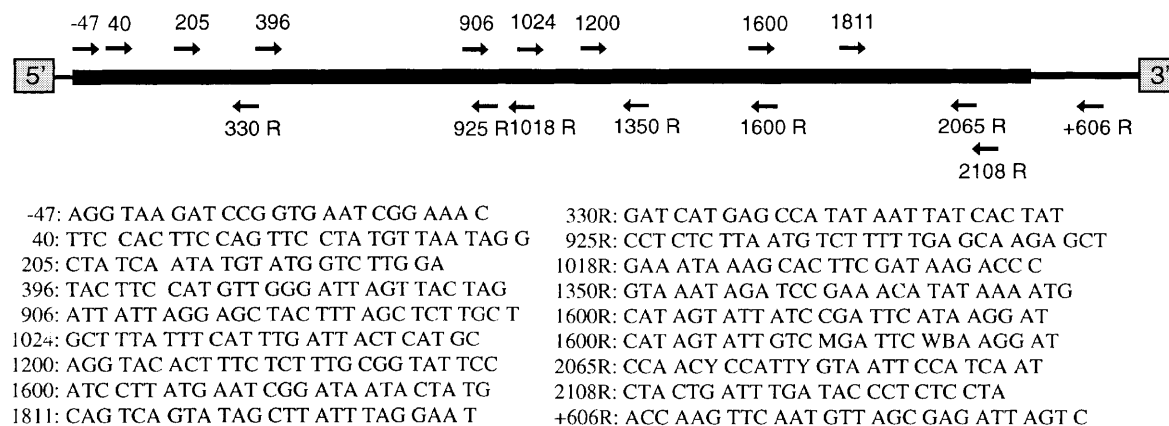 -47 40 205 396 906 1024 1200 1600 1811
5' 3'
330 R 925 R 1018 R 1350 R 1600 R 2065 R +606 R
2108 R
-47: AGG TAA GAT CCG GTG AAT CGG AAA C
40: TTC CAC TTC CAG TTC CTA TGT TAA TAG G
205: CTA TCA ATA TGT ATG GTC TTG GA
396: TAC TTC CAT GTT GGG ATT AGT TAC TAG
906: ATT ATT AGG AGC TAC TTT AGC TCT TGC T
1024: GCT TTA TTT CAT TTG ATT ACT CAT GC
1200: AGG TAC ACT TTC TCT TTG CGG TAT TCC
1600: ATC CTT ATG AAT CGG ATA ATA CTA TG
1811: CAG TCA GTA TAG CTT ATT TAG GAA T
330R: GAT CAT GAG CCA TAT AAT TAT CAC TAT
925R: CCT CTC TTA ATG TCT TTT TGA GCA AGA GCT
1018R: GAA ATA AAG CAC TTC GAT AAG ACC C
1350R: GTA AAT AGA TCC GAA ACA TAT AAA ATG
1600R: CAT AGT ATT ATC CGA TTC ATA AGG AT
1600R: CAT AGT ATT GTC MGA TTC WBA AGG AT
2065R: CCA ACY CCATTY GTA ATT CCA TCA AT
2108R: CTA CTG ATT TGA TAC CCT CTC CTA
+606R: ACC AAG TTC AAT GTT AGC GAG ATT AGT C